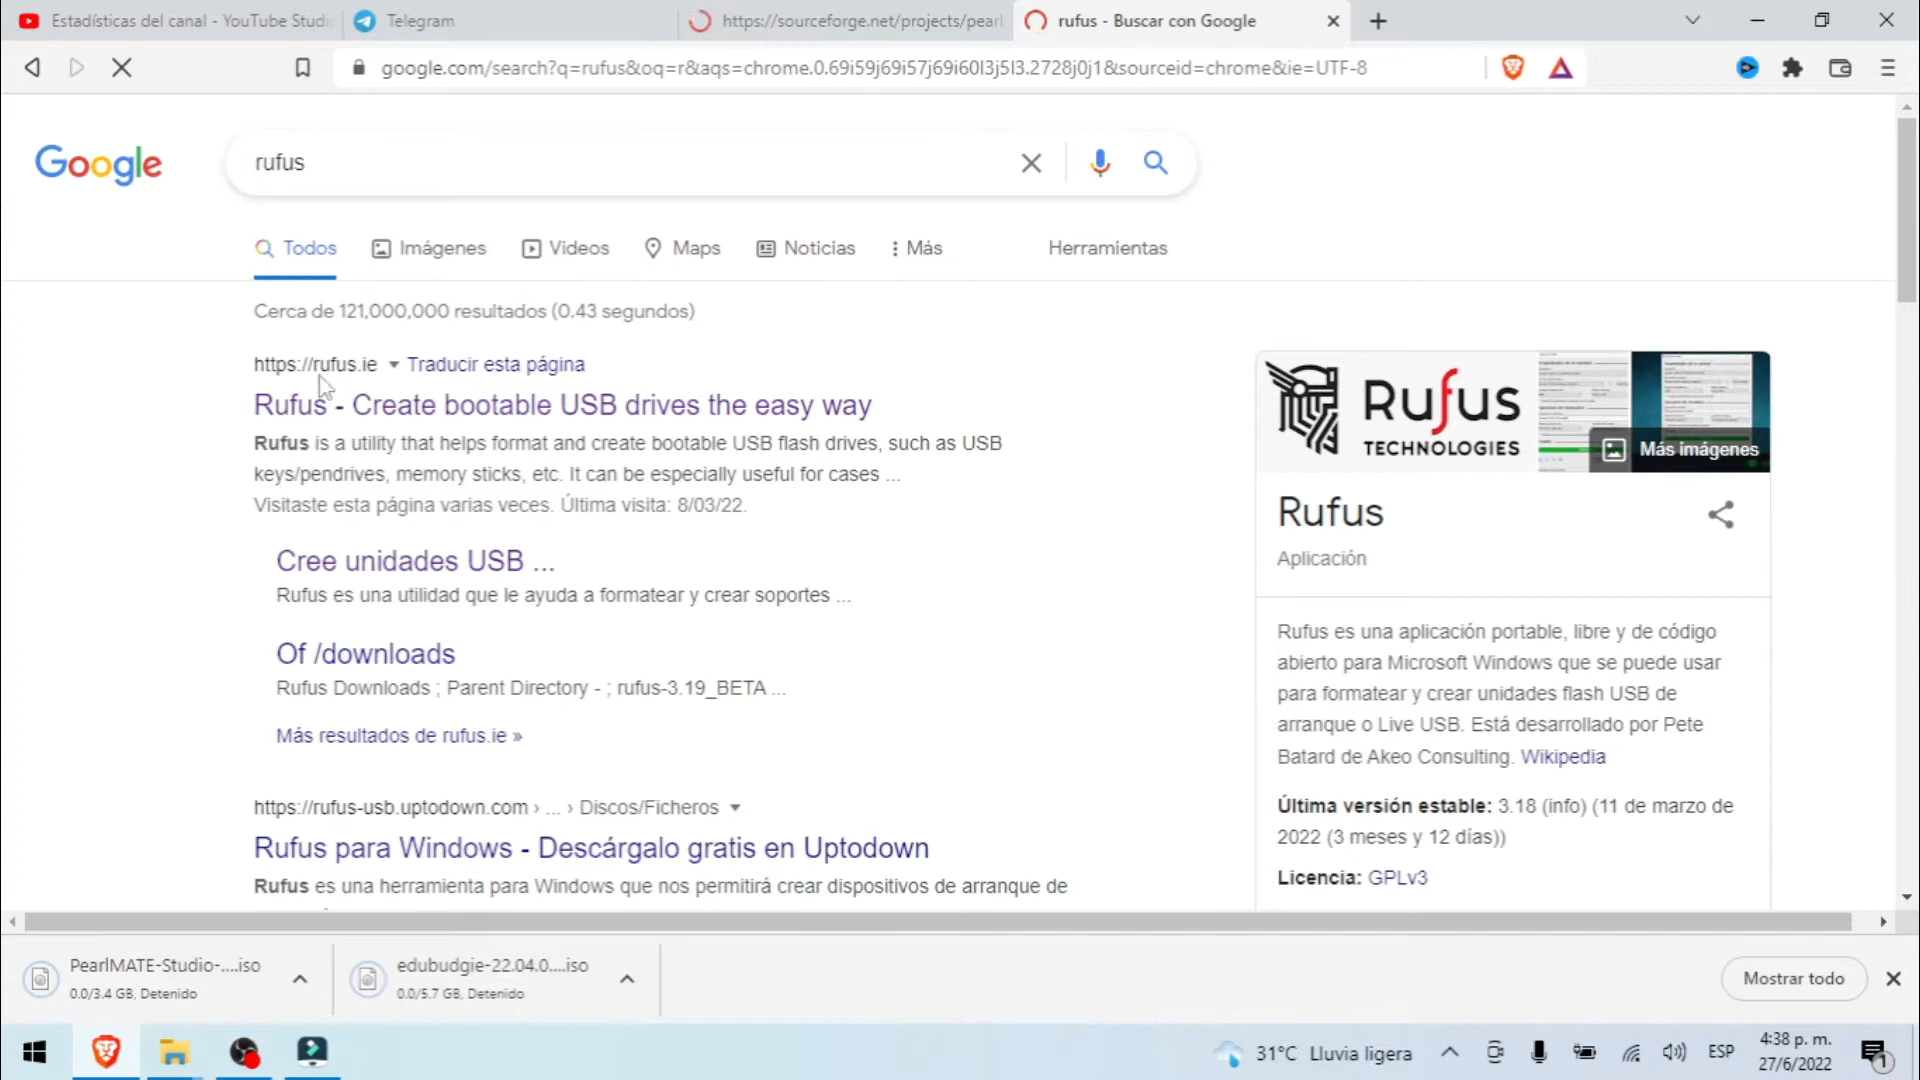 Estadísticas del canal - YouTube Studi
Telegram
https://sourceforge.net/projects/pearl
rufus - Buscar con Google
google.com/search?q=rufus&oq=r&aqs=chrome.0.69i59j69i57j69i60l3j5l3.2728j0j1&sourceid=chrome&ie=UTF-8
Google
rufus
Todos
Imágenes
Videos
Maps
Noticias
Más
Herramientas
Cerca de 121,000,000 resultados (0.43 segundos)
https://rufus.ie
Traducir esta página
Rufus - Create bootable USB drives the easy way
Rufus is a utility that helps format and create bootable USB flash drives, such as USB
keys/pendrives, memory sticks, etc. It can be especially useful for cases ...
Visitaste esta página varias veces. Última visita: 8/03/22.
Cree unidades USB ...
Rufus es una utilidad que le ayuda a formatear y crear soportes ...
Of /downloads
Rufus Downloads ; Parent Directory - ; rufus-3.19_BETA ...
Más resultados de rufus.ie »
https://rufus-usb.uptodown.com › ... › Discos/Ficheros
Rufus para Windows - Descárgalo gratis en Uptodown
Rufus es una herramienta para Windows que nos permitirá crear dispositivos de arranque de
Rufus
TECHNOLOGIES
Más imágenes
Rufus
Aplicación
Rufus es una aplicación portable, libre y de código
abierto para Microsoft Windows que se puede usar
para formatear y crear unidades flash USB de
arranque o Live USB. Está desarrollado por Pete
Batard de Akeo Consulting. Wikipedia
Última versión estable: 3.18 (info) (11 de marzo de
2022 (3 meses y 12 días))
Licencia: GPLv3
PearlMATE-Studio-....iso
0.0/3.4 GB, Detenido
edubudgie-22.04.0....iso
0.0/5.7 GB, Detenido
Mostrar todo
31°C Lluvia ligera
ESP
4:38 p. m.
27/6/2022
1